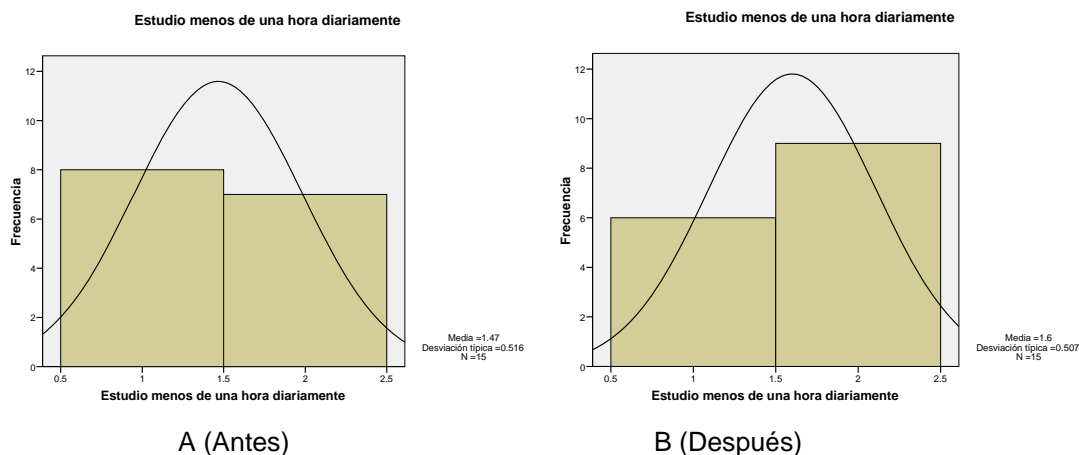 Estudio menos de una hora diariamente
Frecuencia
12
10
8
6
4
2
0
0.5 1 1.5 2 2.5
Estudio menos de una hora diariamente
Media =1.47
Desviación típica =0.516
N =15
A (Antes)
Estudio menos de una hora diariamente
Frecuencia
12
10
8
6
4
2
0
0.5 1 1.5 2 2.5
Estudio menos de una hora diariamente
Media =1.6
Desviación típica =0.507
N =15
B (Después)